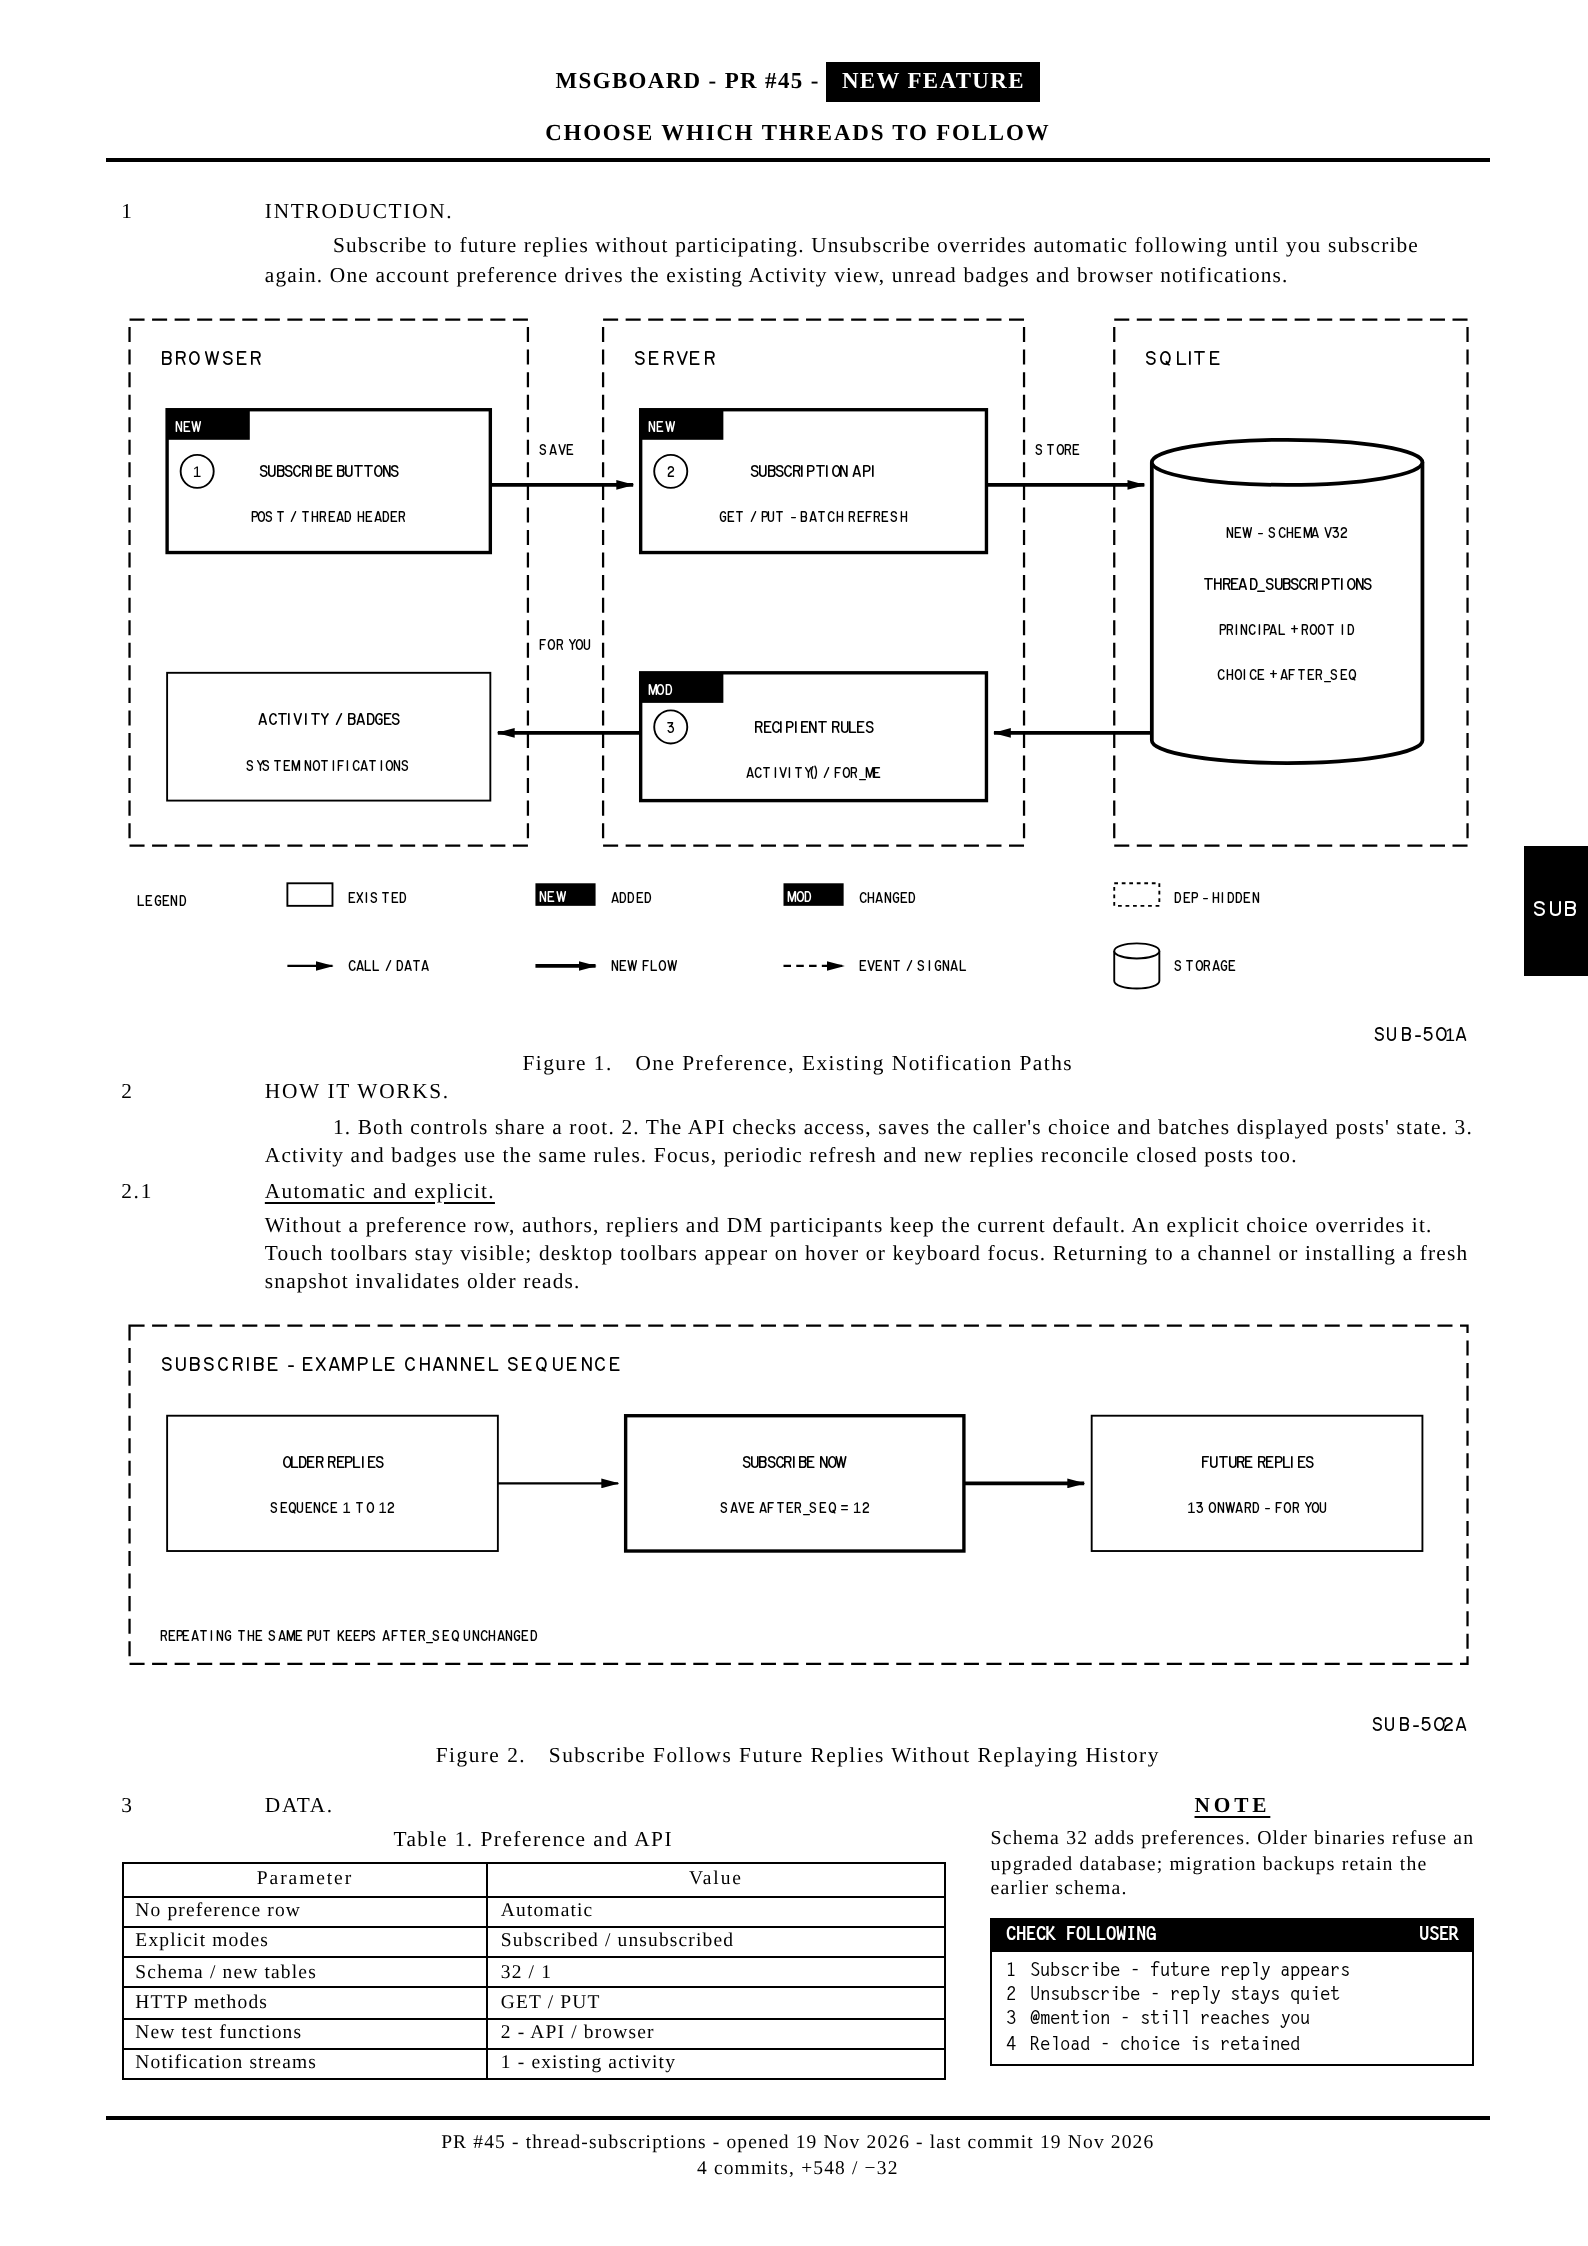 MSGBOARD - PR #45 - NEW FEATURE
CHOOSE WHICH THREADS TO FOLLOW
1 INTRODUCTION.
Subscribe to future replies without participating. Unsubscribe overrides automatic following until you subscribe
again. One account preference drives the existing Activity view, unread badges and browser notifications.
BROWSER
SERVER
SQLITE
NEW
1 SUBSCRIBE BUTTONS
POST / THREAD HEADER
SAVE
NEW
2 SUBSCRIPTION API
GET / PUT - BATCH REFRESH
STORE
NEW - SCHEMA V32
THREAD_SUBSCRIPTIONS
PRINCIPAL + ROOT ID
CHOICE + AFTER_SEQ
FOR YOU
ACTIVITY / BADGES
SYSTEM NOTIFICATIONS
MOD
3 RECIPIENT RULES
ACTIVITY() / FOR_ME
LEGEND
EXISTED
NEW ADDED
MOD CHANGED
DEP - HIDDEN
CALL / DATA
NEW FLOW
EVENT / SIGNAL
STORAGE
SUB
SUB-501A
Figure 1. One Preference, Existing Notification Paths
2 HOW IT WORKS.
1. Both controls share a root. 2. The API checks access, saves the caller's choice and batches displayed posts' state. 3.
Activity and badges use the same rules. Focus, periodic refresh and new replies reconcile closed posts too.
2.1 Automatic and explicit.
Without a preference row, authors, repliers and DM participants keep the current default. An explicit choice overrides it.
Touch toolbars stay visible; desktop toolbars appear on hover or keyboard focus. Returning to a channel or installing a fresh
snapshot invalidates older reads.
SUBSCRIBE - EXAMPLE CHANNEL SEQUENCE
OLDER REPLIES
SEQUENCE 1 TO 12
SUBSCRIBE NOW
SAVE AFTER_SEQ = 12
FUTURE REPLIES
13 ONWARD - FOR YOU
REPEATING THE SAME PUT KEEPS AFTER_SEQ UNCHANGED
SUB-502A
Figure 2. Subscribe Follows Future Replies Without Replaying History
3 DATA.
Table 1. Preference and API
Parameter Value
No preference row Automatic
Explicit modes Subscribed / unsubscribed
Schema / new tables 32 / 1
HTTP methods GET / PUT
New test functions 2 - API / browser
Notification streams 1 - existing activity
NOTE
Schema 32 adds preferences. Older binaries refuse an
upgraded database; migration backups retain the
earlier schema.
CHECK FOLLOWING USER
1 Subscribe - future reply appears
2 Unsubscribe - reply stays quiet
3 @mention - still reaches you
4 Reload - choice is retained
PR #45 - thread-subscriptions - opened 19 Nov 2026 - last commit 19 Nov 2026
4 commits, +548 / −32